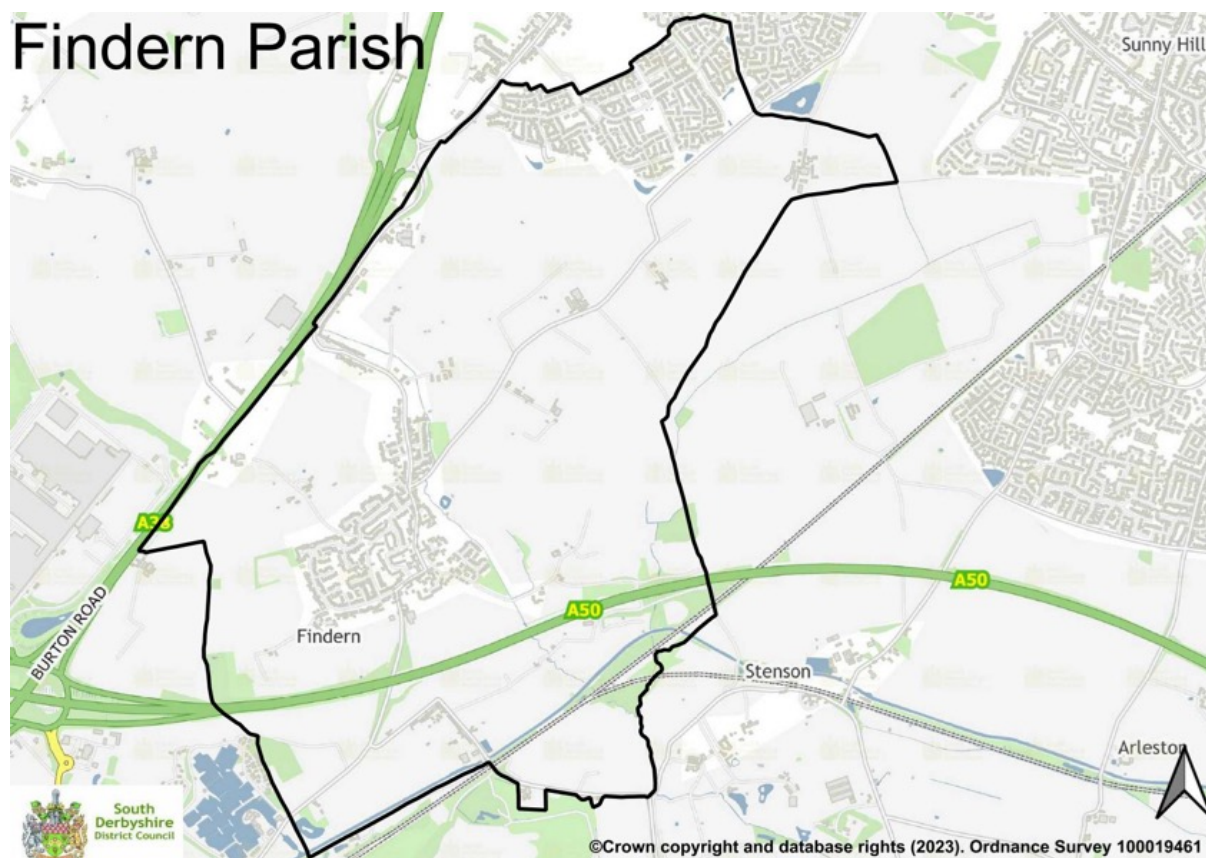 Findern Parish
Sunny Hill
A38
BURTON ROAD
A50
A50
Findern
Stenson
Arleston
South
Derbyshire
District Council
©Crown copyright and database rights (2023). Ordnance Survey 100019461